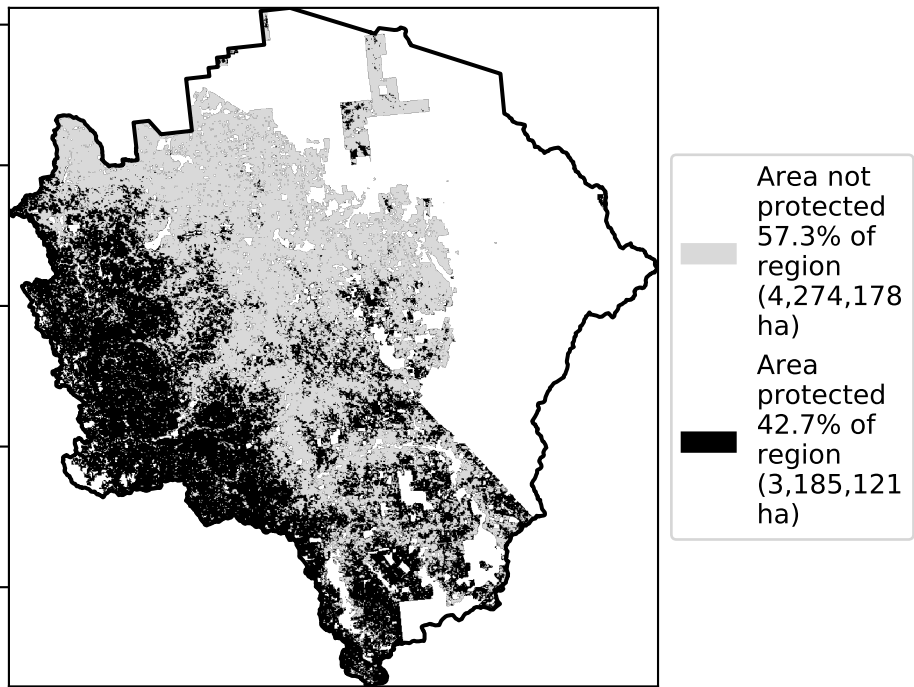 Area not
protected
57.3% of
region
(4,274,178
ha)
Area
protected
42.7% of
region
(3,185,121
ha)